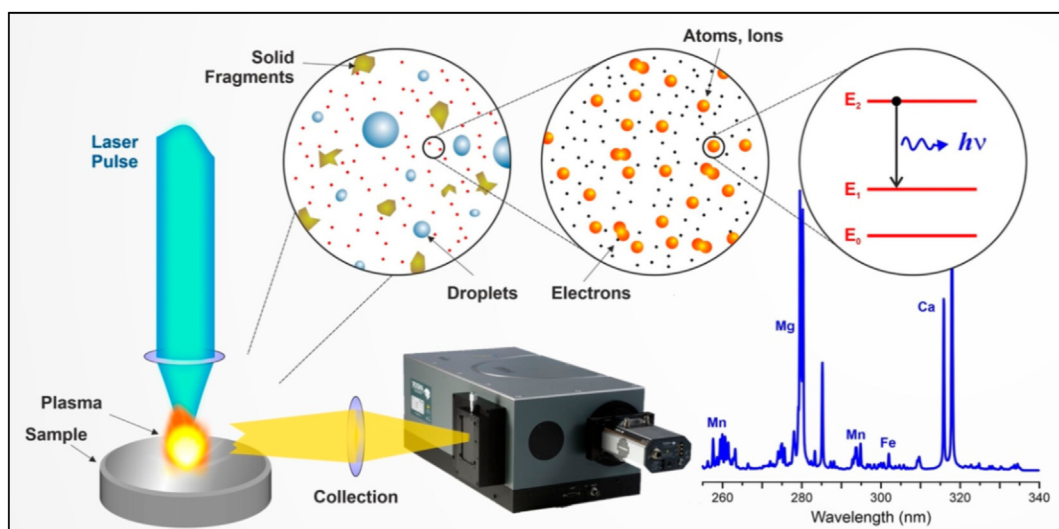 Solid
Fragments
Laser
Pulse
Droplets
Atoms, Ions
Electrons
E₂
hν
E₁
E₀
Plasma
Sample
Collection
Mn
Mg
Mn
Fe
Ca
260 280 300 320 340
Wavelength (nm)